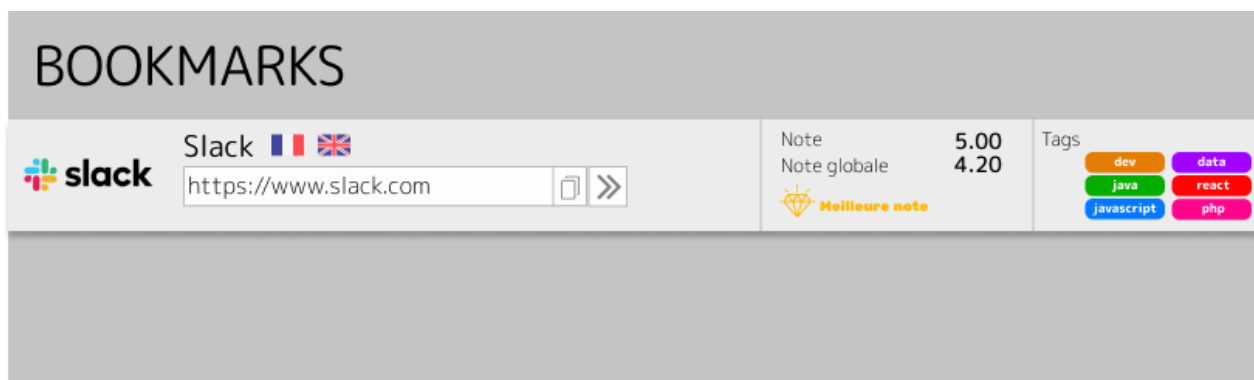 BOOKMARKS
slack
Slack
https://www.slack.com
Note 5.00
Note globale 4.20
Meilleure note
Tags
dev data
java react
javascript php